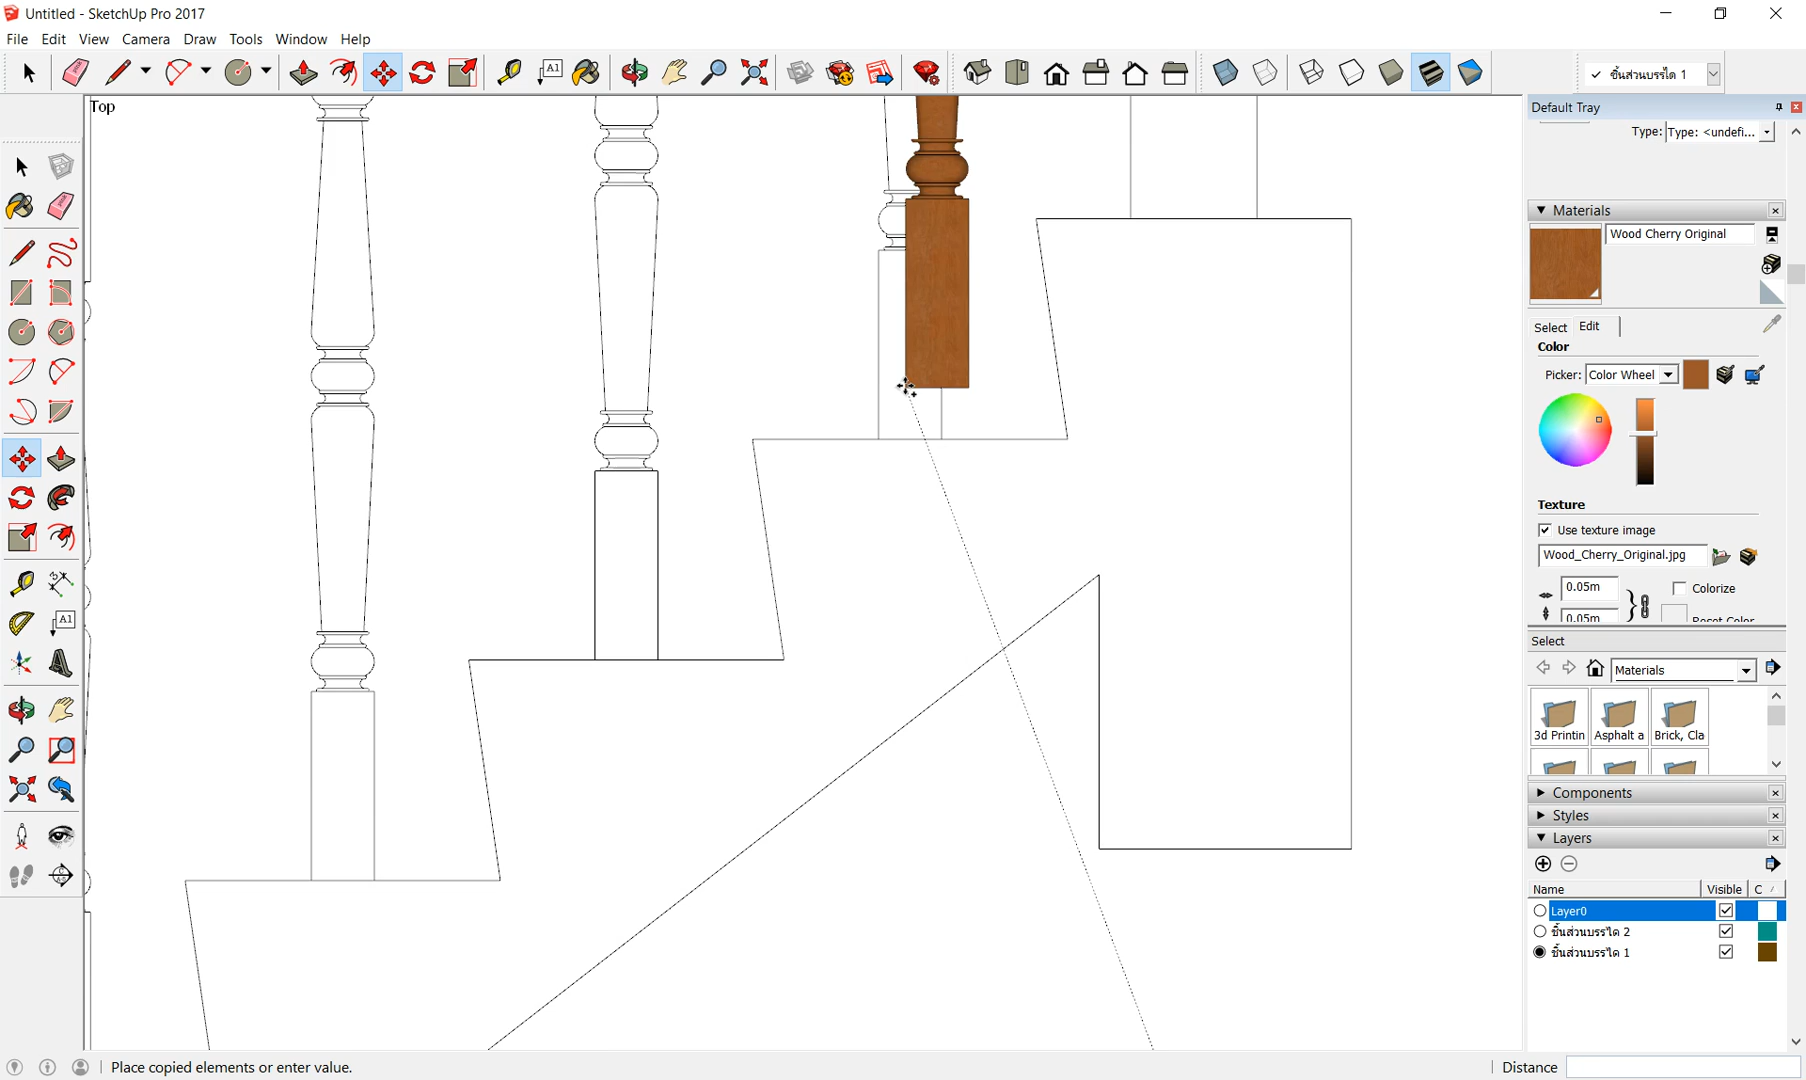 Untitled - SketchUp Pro 2017
File Edit View Camera Draw Tools Window Help
A1
✓ ชิ้นส่วนบรรได 1
Top
Default Tray
Type: Type: <undefi...
Materials
Wood Cherry Original
Select Edit
Color
Picker: Color Wheel
Texture
Use texture image
Wood_Cherry_Original.jpg
0.05m
Colorize
0.05m
Reset Color
Select
Materials
3d Printin Asphalt a Brick, Cla
Components
Styles
Layers
Name Visible C
Layer0
ชิ้นส่วนบรรได 2
ชิ้นส่วนบรรได 1
A1
Place copied elements or enter value.
Distance